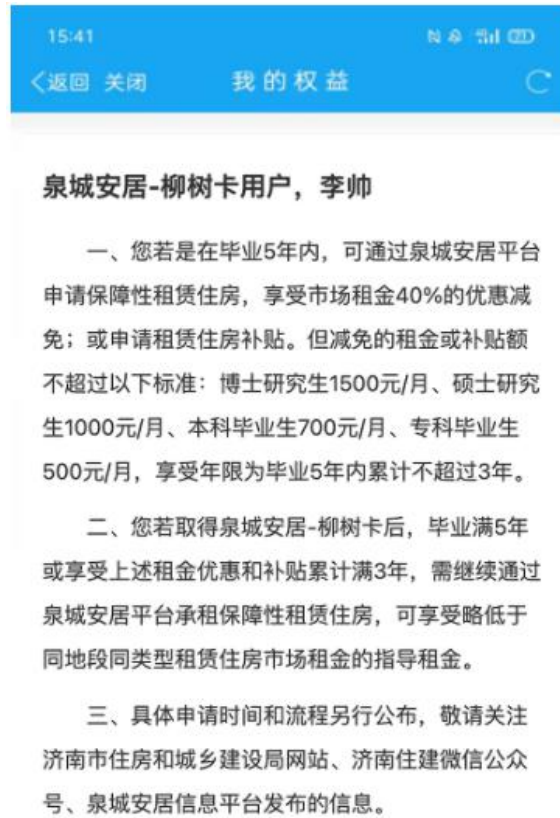 15:41
返回 关闭 我的权益
泉城安居-柳树卡用户，李帅
一、您若是在毕业5年内，可通过泉城安居平台
申请保障性租赁住房，享受市场租金40%的优惠减
免；或申请租赁住房补贴。但减免的租金或补贴额
不超过以下标准：博士研究生1500元/月、硕士研究
生1000元/月、本科毕业生700元/月、专科毕业生
500元/月，享受年限为毕业5年内累计不超过3年。
二、您若取得泉城安居-柳树卡后，毕业满5年
或享受上述租金优惠和补贴累计满3年，需继续通过
泉城安居平台承租保障性租赁住房，可享受略低于
同地段同类型租赁住房市场租金的指导租金。
三、具体申请时间和流程另行公布，敬请关注
济南市住房和城乡建设局网站、济南住建微信公众
号、泉城安居信息平台发布的信息。